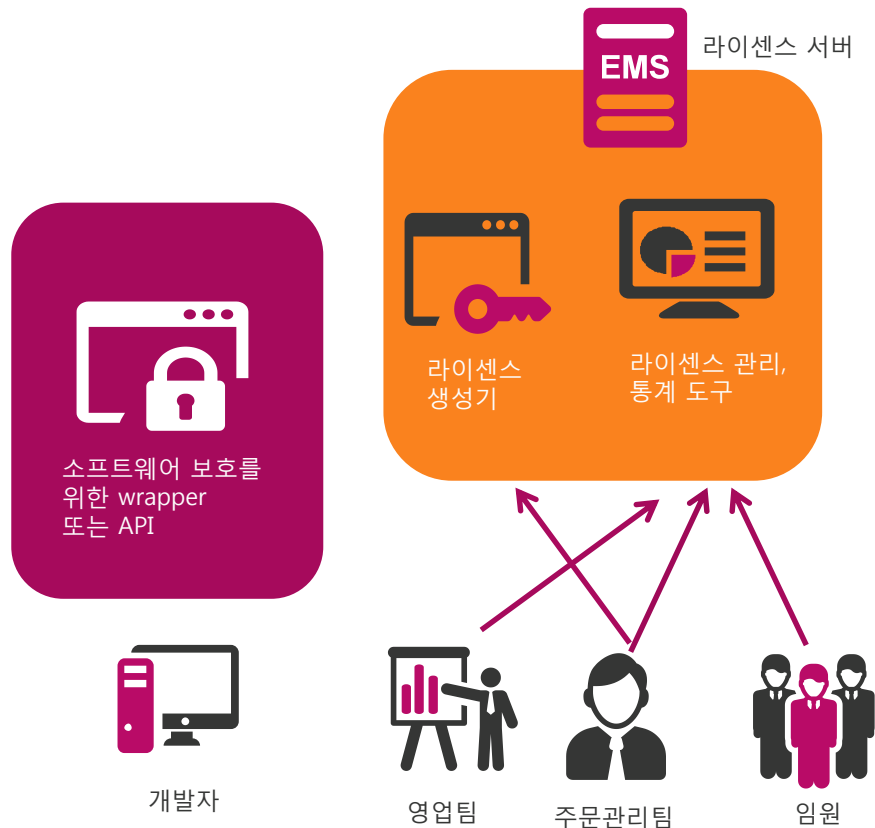 라이센스 서버
EMS
라이센스
생성기
라이센스 관리,
통계 도구
소프트웨어 보호를
위한 wrapper
또는 API
개발자
영업팀
주문관리팀
임원